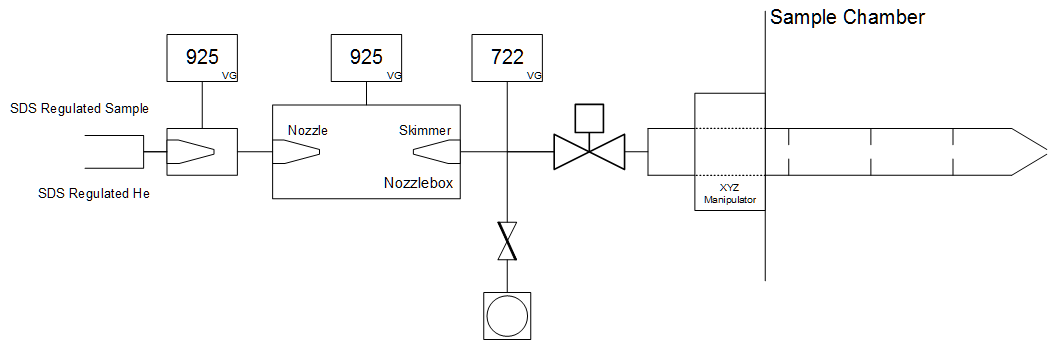 Sample Chamber
925
VG
925
VG
722
VG
SDS Regulated Sample
Nozzle
Skimmer
Nozzlebox
SDS Regulated He
XYZ
Manipulator